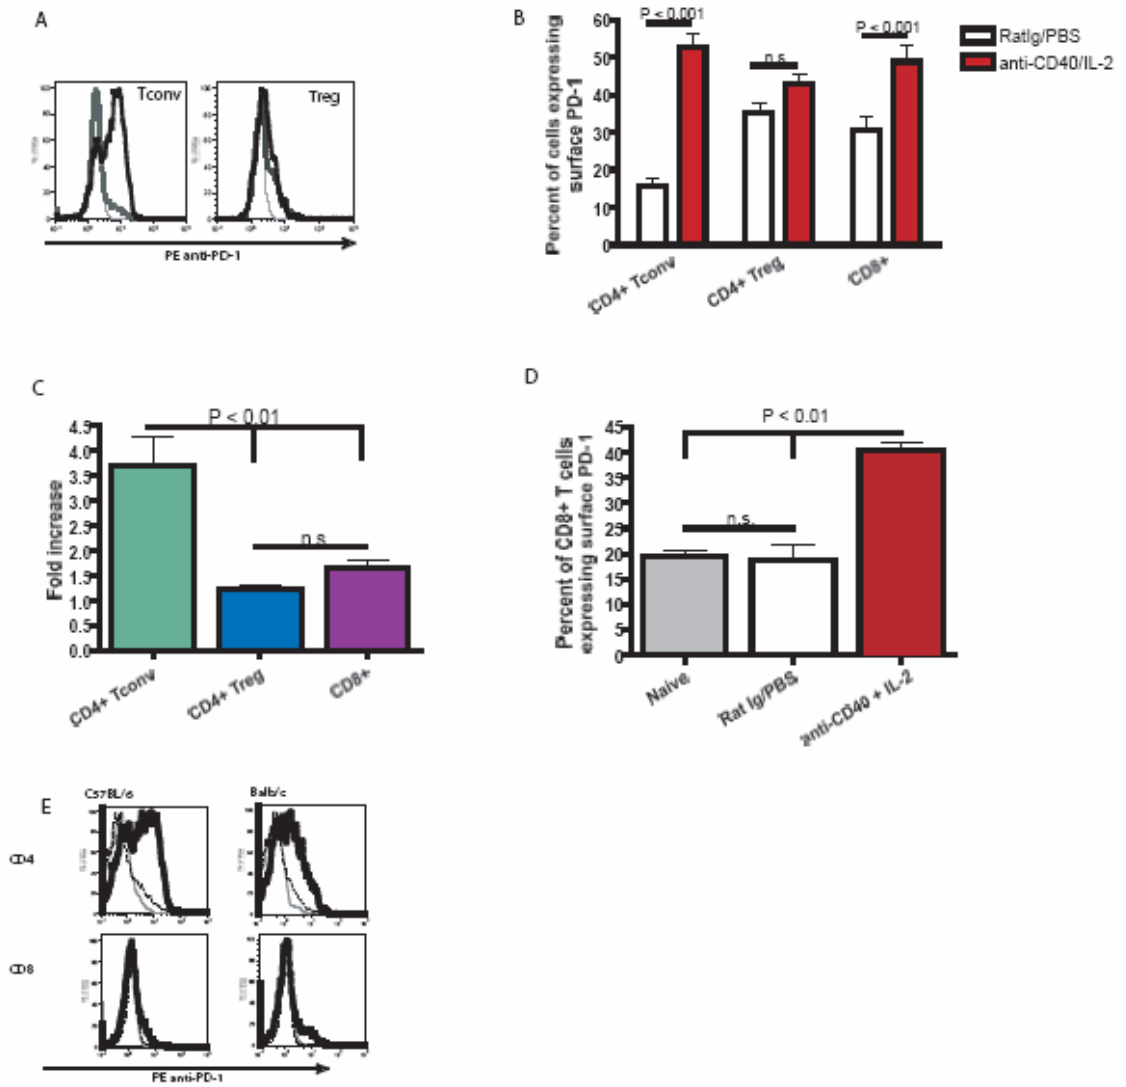 A
Tconv
Treg
PE anti-PD-1
B
Percent of cells expressing
surface PD-1
60
50
40
30
20
10
0
P < 0.001
n.s
P < 0.001
CD4+ Tconv
CD4+ Treg
CD8+
RatIg/PBS
anti-CD40/IL-2
C
Fold increase
4.5
4.0
3.5
3.0
2.5
2.0
1.5
1.0
0.5
0.0
P < 0.01
n.s
CD4+ Tconv
CD4+ Treg
CD8+
D
Percent of CD8+ T cells
expressing surface PD-1
45
40
35
30
25
20
15
10
5
0
P < 0.01
n.s.
Naive
Rat Ig/PBS
anti-CD40 + IL-2
E
C57BL/6
Balb/c
CD4
CD8
PE anti-PD-1